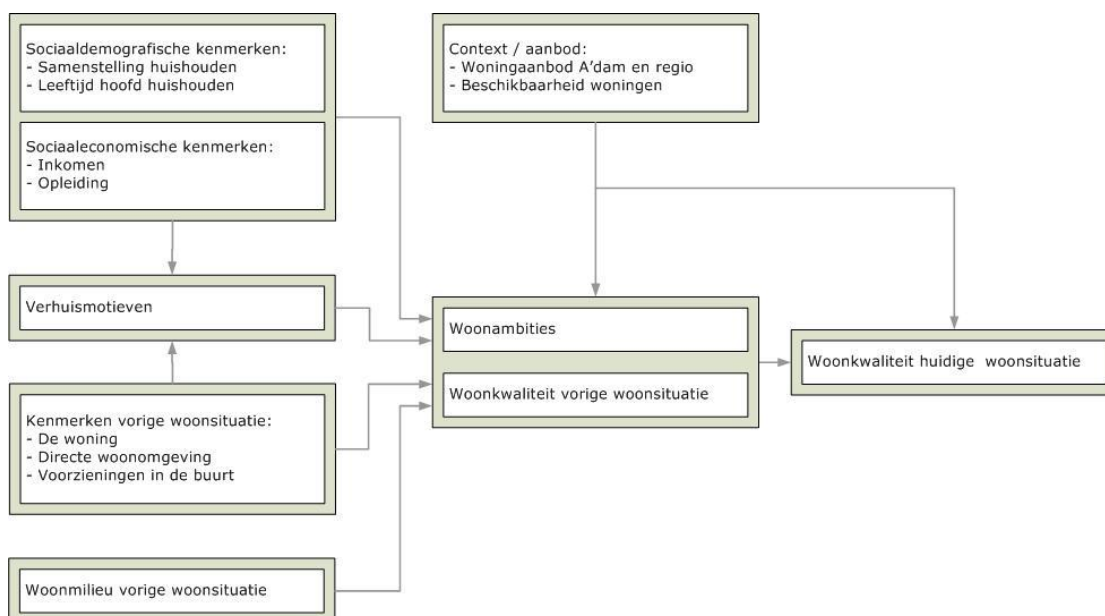 Sociaaldemografische kenmerken:
- Samenstelling huishouden
- Leeftijd hoofd huishouden
Sociaaleconomische kenmerken:
- Inkomen
- Opleiding
Context / aanbod:
- Woningaanbod A'dam en regio
- Beschikbaarheid woningen
Verhuismotieven
Woonambities
Woonkwaliteit vorige woonsituatie
Woonkwaliteit huidige woonsituatie
Kenmerken vorige woonsituatie:
- De woning
- Directe woonomgeving
- Voorzieningen in de buurt
Woonmilieu vorige woonsituatie